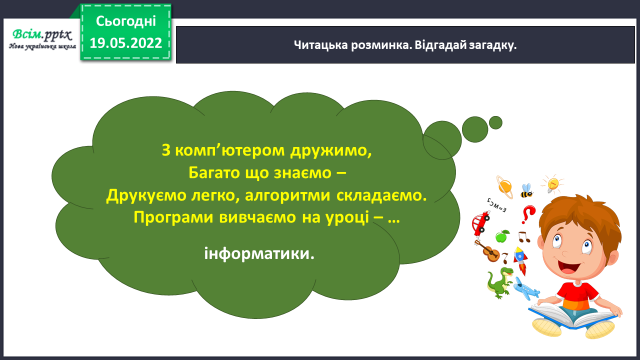 Всім.pptx
Нова українська школа
Сьогодні
19.05.2022
Читацька розминка. Відгадай загадку.
З комп’ютером дружимо,
Багато що знаємо –
Друкуємо легко, алгоритми складаємо.
Програми вивчаємо на уроці – …
інформатики.